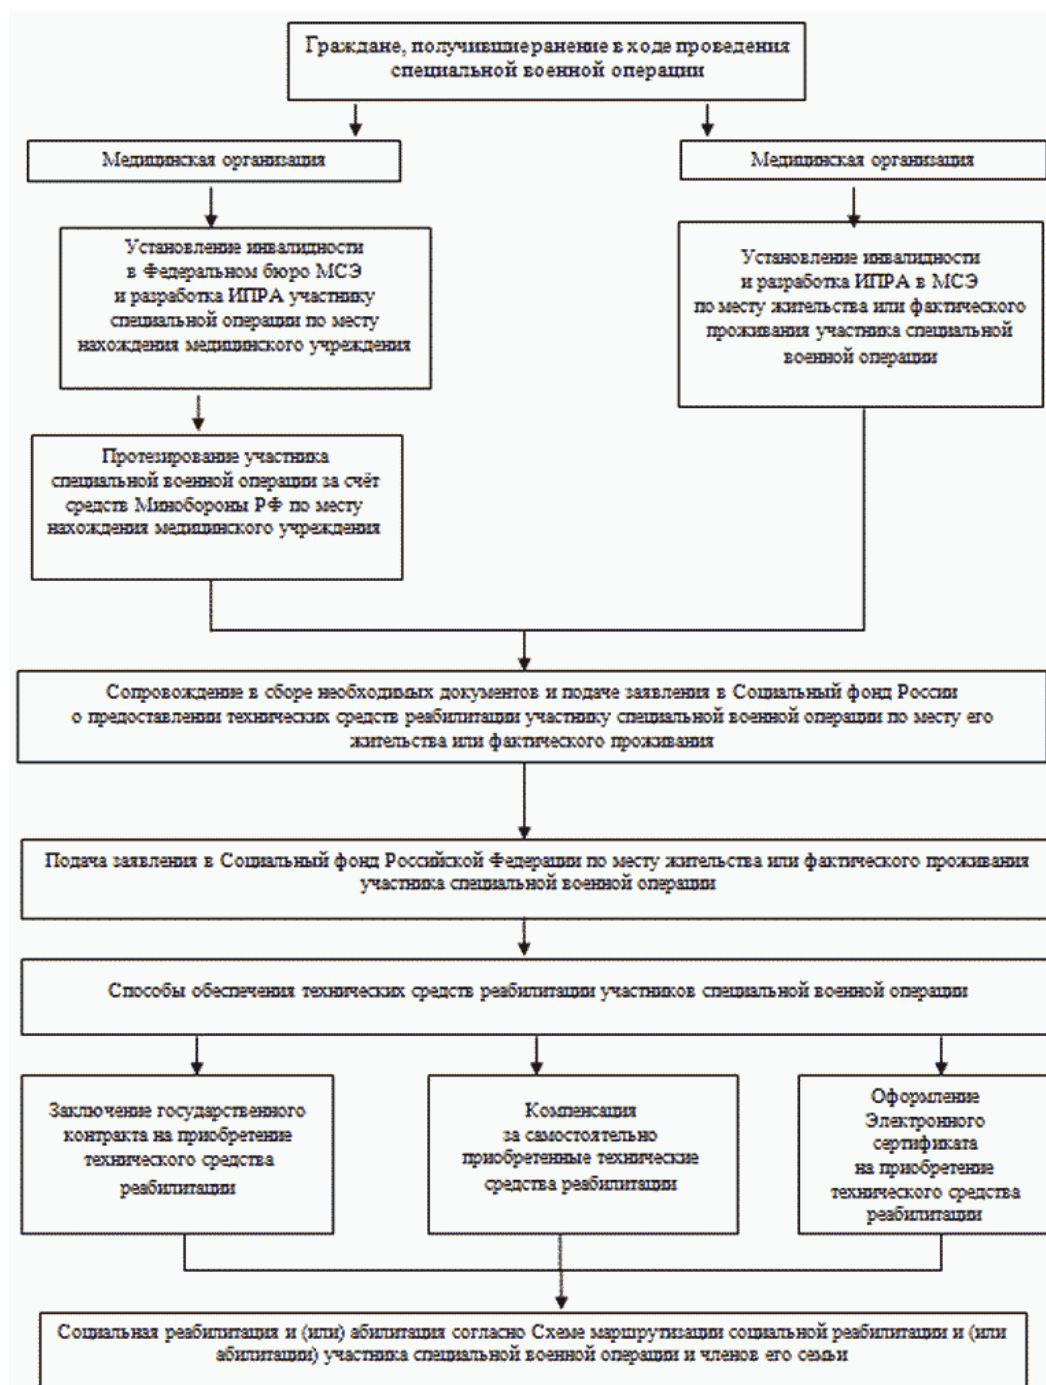 Граждане, получившие ранение в ходе проведения
специальной военной операции
Медицинская организация
Медицинская организация
Установление инвалидности
в Федеральном бюро МСЭ
и разработка ИПРА участнику
специальной операции по месту
нахождения медицинского учреждения
Установление инвалидности
и разработка ИПРА в МСЭ
по месту жительства или фактического
проживания участника специальной
военной операции
Протезирование участника
специальной военной операции за счёт
средств Минобороны РФ по месту
нахождения медицинского учреждения
Сопровождение в сборе необходимых документов и подаче заявления в Социальный фонд России
о предоставлении технических средств реабилитации участнику специальной военной операции по месту его
жительства или фактического проживания
Подача заявления в Социальный фонд Российской Федерации по месту жительства или фактического проживания
участника специальной военной операции
Способы обеспечения технических средств реабилитации участников специальной военной операции
Заключение государственного
контракта на приобретение
технического средства
реабилитации
Компенсация
за самостоятельно
приобретенные технические
средства реабилитации
Оформление
Электронного
сертификата
на приобретение
технического средства
реабилитации
Социальная реабилитация и (или) абилитация согласно Схеме маршрутизации социальной реабилитации и (или
абилитации) участника специальной военной операции и членов его семьи